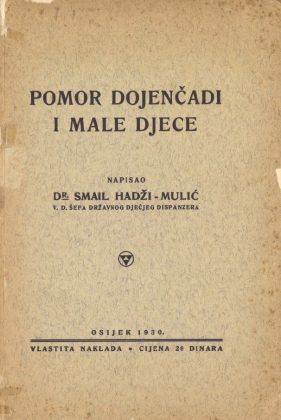 POMOR DOJENČADI
I MALE DJECE
NAPISAO
DR. SMAIL HADŽI-MULIĆ
V. D. ŠEFA DRŽAVNOG DJEČJEG DISPANZERA
OSIJEK 1930.
VLASTITA NAKLADA • CIJENA 20 DINARA